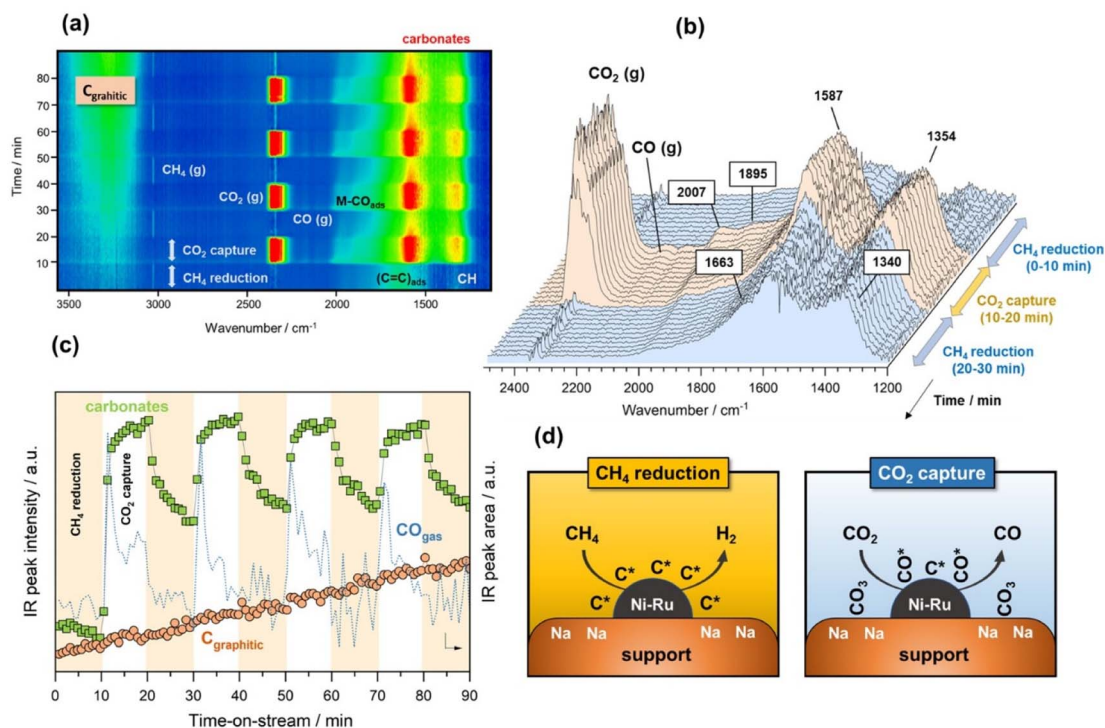 (a)
carbonates
Cgrahitic
CH4 (g)
CO2 (g)
M-COads
CO (g)
CO2 capture
CH4 reduction
(C=C)ads
CH
Time / min
80
70
60
50
40
30
20
10
3500 3000 2500 2000 1500
Wavenumber / cm-1
(b)
CO2 (g)
CO (g)
1587
1354
1895
2007
1663
1340
CH4 reduction
(0-10 min)
CO2 capture
(10-20 min)
CH4 reduction
(20-30 min)
2400 2200 2000 1800 1600 1400 1200
Wavenumber / cm-1
Time / min
(c)
carbonates
CH4 reduction
CO2 capture
COgas
Cgraphitic
IR peak intensity / a.u.
IR peak area / a.u.
0 10 20 30 40 50 60 70 80 90
Time-on-stream / min
(d)
CH4 reduction
CH4
H2
C* C* C* C* C*
Ni-Ru
Na Na Na Na
support
CO2 capture
CO2
CO
CO* C* CO*
CO3 CO3
Ni-Ru
Na Na Na Na
support